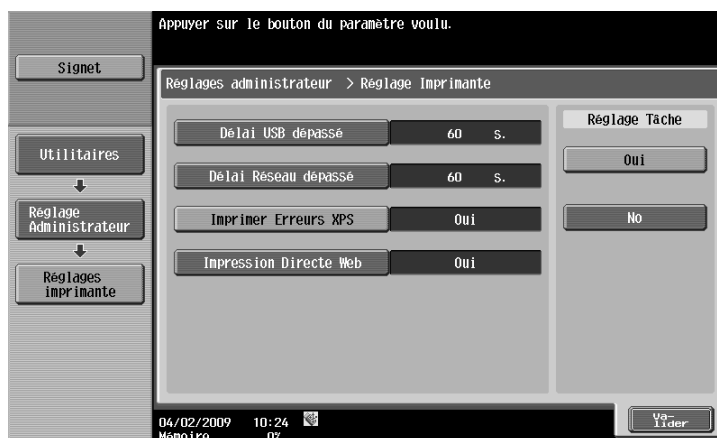 Appuyer sur le bouton du paramètre voulu.
Signet
Réglages administrateur > Réglage Imprimante
Utilitaires
Réglage
Administrateur
Réglages
imprimante
Délai USB dépassé 60 s.
Délai Réseau dépassé 60 s.
Imprimer Erreurs XPS Oui
Impression Directe Web Oui
Réglage Tâche
Oui
No
04/02/2009 10:24
Mémoire 0%
Va-
lider